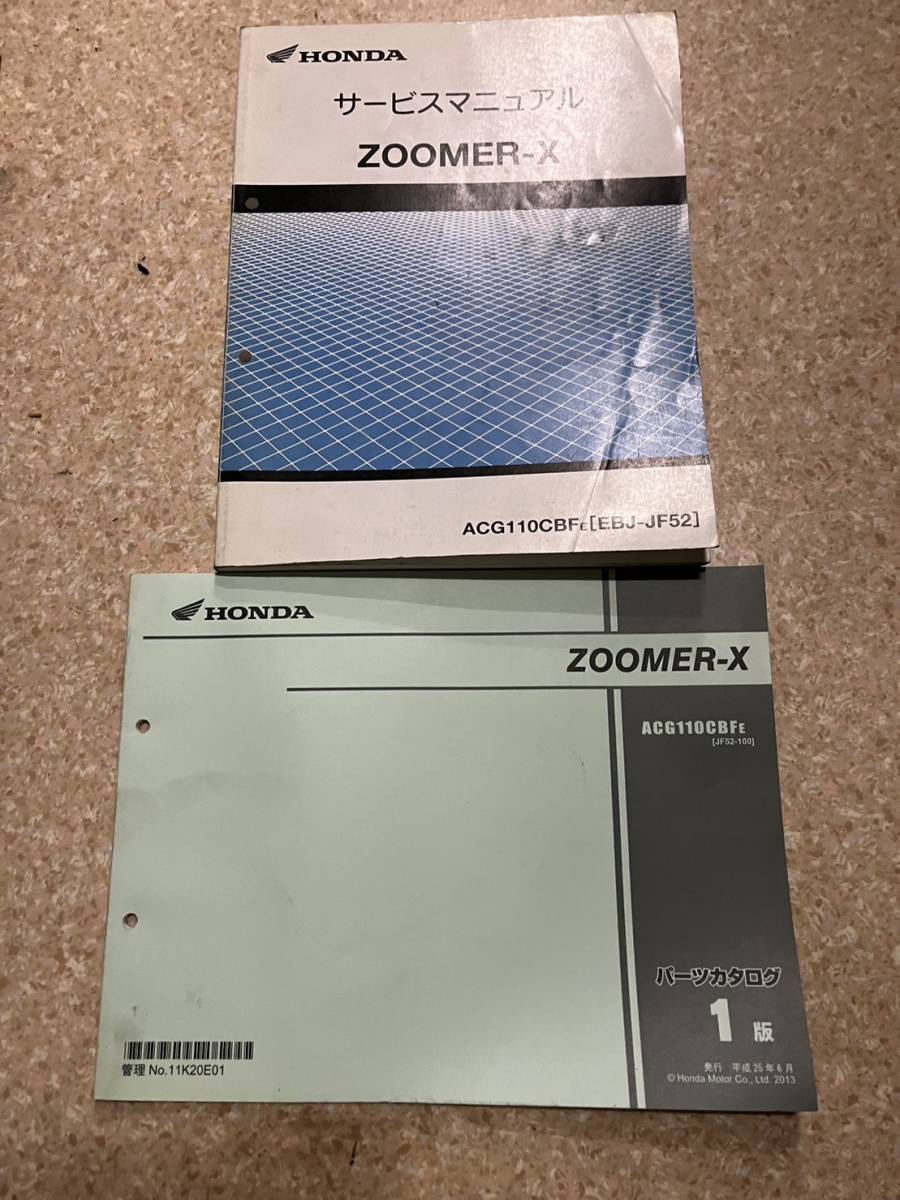 HONDA
サービスマニュアル
ZOOMER-X
ACG110CBFE [EBJ-JF52]
HONDA
ZOOMER-X
ACG110CBFE
[JF52-100]
パーツカタログ
1版
発行 平成25年6月
© Honda Motor Co., Ltd. 2013
管理 No.11K20E01